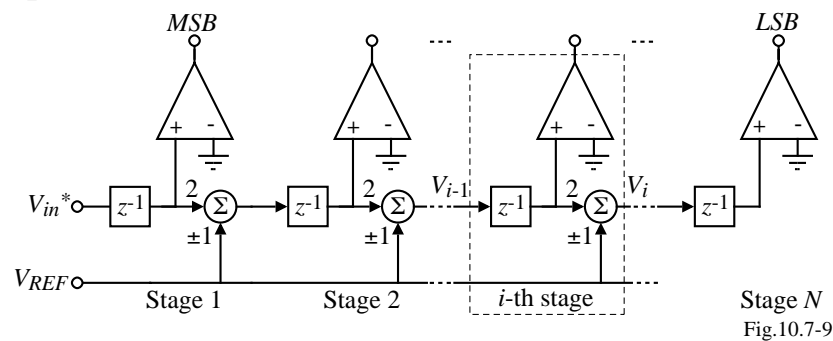 MSB
LSB
+ -
+ -
+ -
+ -
V_in* z⁻¹ 2 Σ z⁻¹ 2 Σ V_i-1 z⁻¹ 2 Σ V_i z⁻¹
±1 ±1 ±1
V_REF
Stage 1 Stage 2 i-th stage Stage N
Fig.10.7-9